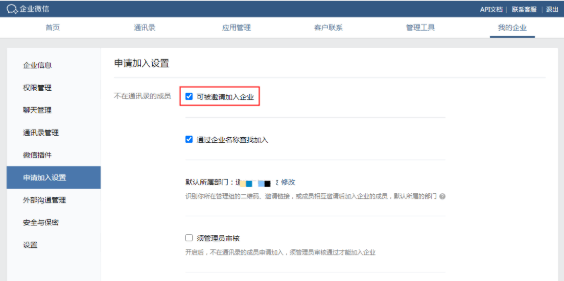 企业微信
API文档 | 联系客服 | 退出
首页 通讯录 应用管理 客户联系 管理工具 我的企业
企业信息
权限管理
聊天管理
通讯录管理
微信插件
申请加入设置
外部沟通管理
安全与保密
设置
申请加入设置
不在通讯录的成员
可被邀请加入企业
通过企业名称查找加入
默认所属部门： 修改
识别你所在管理组的二维码、邀请链接，或成员相互邀请后加入企业的成员，默认所属的部门
须管理员审核
开启后，不在通讯录的成员申请加入，须管理员审核通过才能加入企业